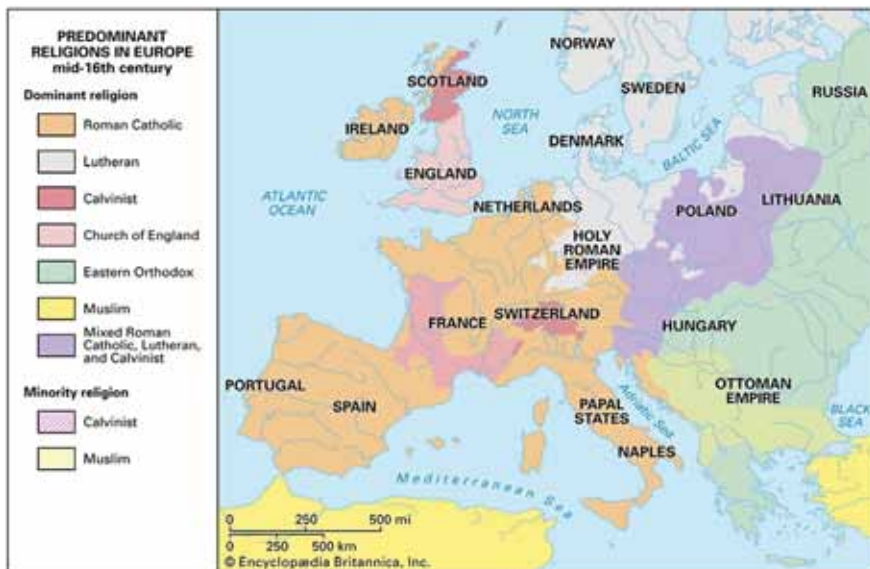 PREDOMINANT
RELIGIONS IN EUROPE
mid-16th century
Dominant religion
Roman Catholic
Lutheran
Calvinist
Church of England
Eastern Orthodox
Muslim
Mixed Roman
Catholic, Lutheran,
and Calvinist
Minority religion
Calvinist
Muslim
NORWAY
SWEDEN
RUSSIA
SCOTLAND
NORTH
SEA
IRELAND
DENMARK
BALTIC SEA
ENGLAND
ATLANTIC
OCEAN
NETHERLANDS
POLAND
LITHUANIA
HOLY
ROMAN
EMPIRE
SWITZERLAND
FRANCE
HUNGARY
PORTUGAL
SPAIN
PAPAL
STATES
Adriatic Sea
OTTOMAN
EMPIRE
BLACK
SEA
NAPLES
Mediterranean Sea
0 250 500 mi
0 250 500 km
© Encyclopædia Britannica, Inc.